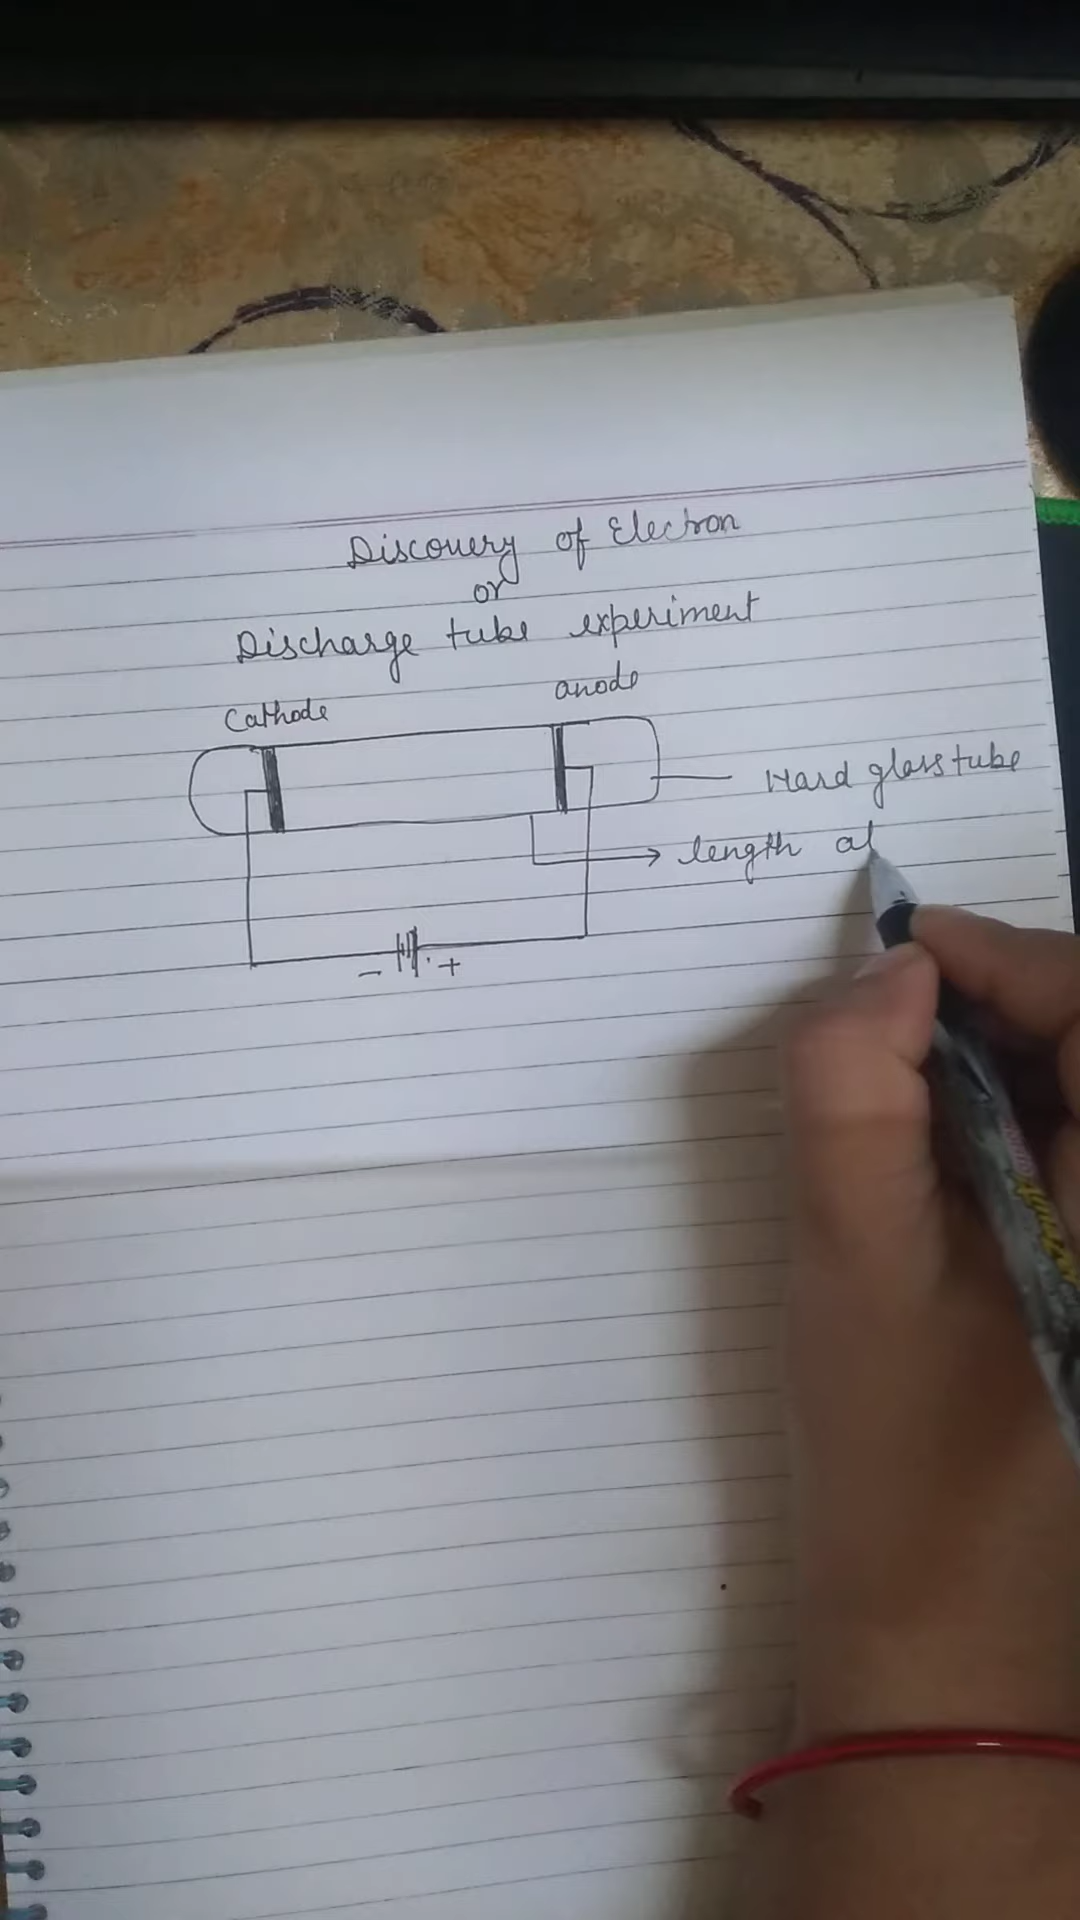 Discovery of Electron
or
Discharge tube experiment
Cathode
anode
Hard glass tube
length
- +